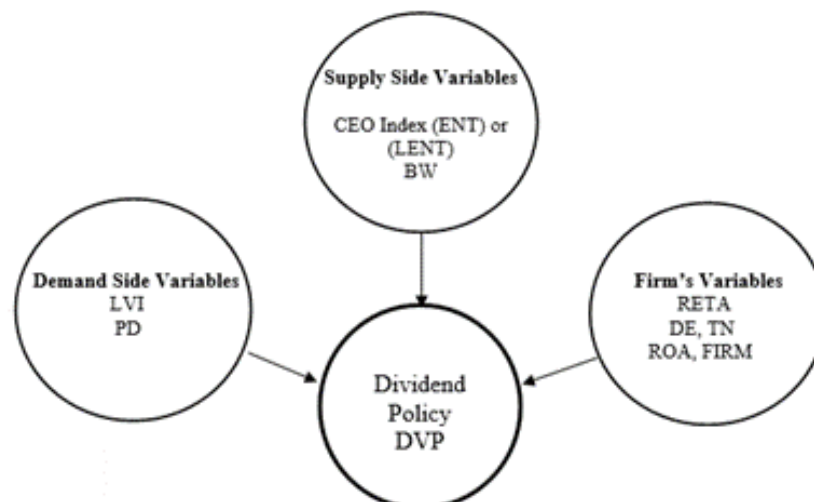 Supply Side Variables
CEO Index (ENT) or
(LENT)
BW
Demand Side Variables
LVI
PD
Firm's Variables
RETA
DE, TN
ROA, FIRM
Dividend
Policy
DVP